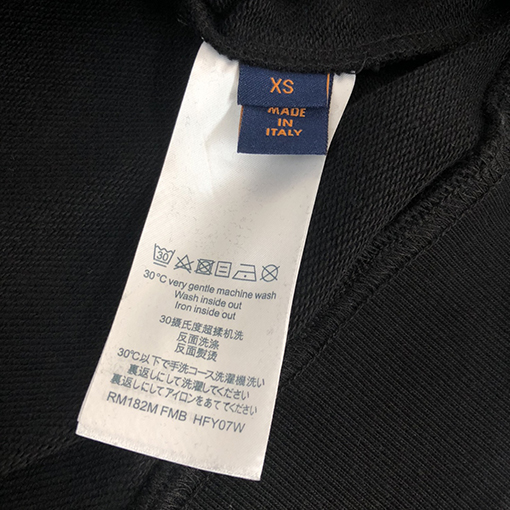 XS
MADE
IN
ITALY
30
30°C very gentle machine wash
Wash inside out
Iron inside out
30摄氏度超揉机洗
反面洗涤
反面熨烫
30℃以下で手洗コース洗濯機洗い
裏返しにして洗濯してください
裏返しにしてアイロンをあててください
RM182M FMB HFY07W